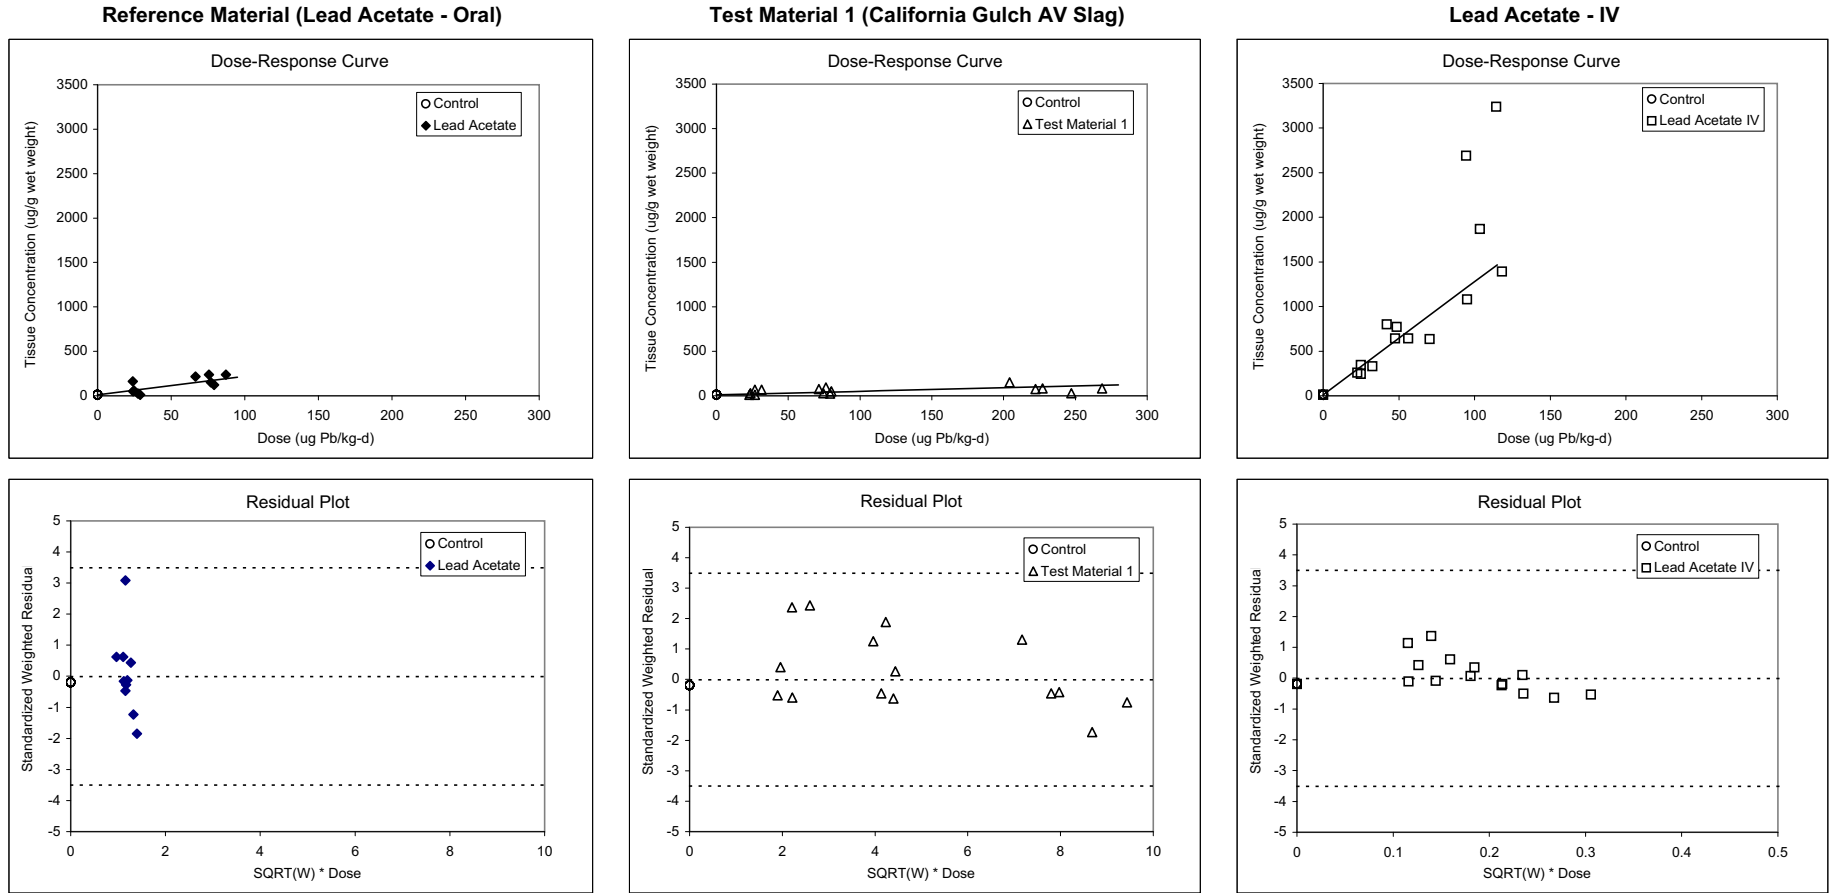 Reference Material (Lead Acetate - Oral)
Test Material 1 (California Gulch AV Slag)
Lead Acetate - IV
Dose-Response Curve
Tissue Concentration (ug/g wet weight)
3500
3000
2500
2000
1500
1000
500
0
Control
Lead Acetate
0 50 100 150 200 250 300
Dose (ug Pb/kg-d)
Dose-Response Curve
Tissue Concentration (ug/g wet weight)
3500
3000
2500
2000
1500
1000
500
0
Control
Test Material 1
0 50 100 150 200 250 300
Dose (ug Pb/kg-d)
Dose-Response Curve
Tissue Concentration (ug/g wet weight)
3500
3000
2500
2000
1500
1000
500
0
Control
Lead Acetate IV
0 50 100 150 200 250 300
Dose (ug Pb/kg-d)
Residual Plot
Standardized Weighted Residua
5
4
3
2
1
0
-1
-2
-3
-4
-5
Control
Lead Acetate
0 2 4 6 8 10
SQRT(W) * Dose
Residual Plot
Standardized Weighted Residual
5
4
3
2
1
0
-1
-2
-3
-4
-5
Control
Test Material 1
0 2 4 6 8 10
SQRT(W) * Dose
Residual Plot
Standardized Weighted Residua
5
4
3
2
1
0
-1
-2
-3
-4
-5
Control
Lead Acetate IV
0 0.1 0.2 0.3 0.4 0.5
SQRT(W) * Dose